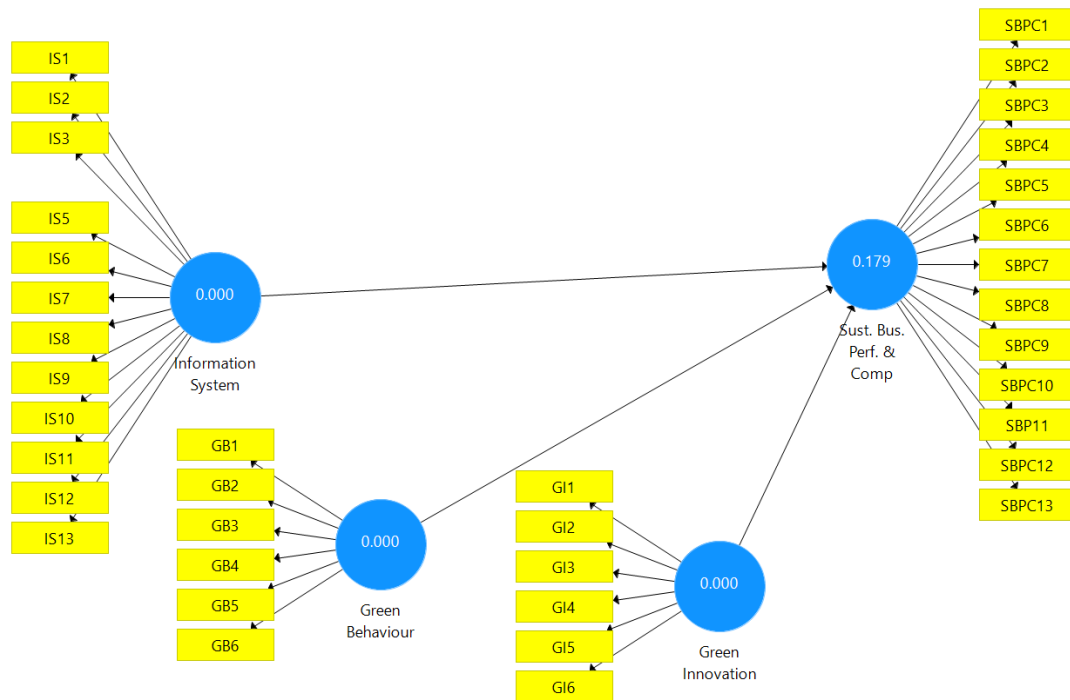 IS1
IS2
IS3
IS5
IS6
IS7
IS8
IS9
IS10
IS11
IS12
IS13
0.000
Information
System
GB1
GB2
GB3
GB4
GB5
GB6
0.000
Green
Behaviour
GI1
GI2
GI3
GI4
GI5
GI6
0.000
Green
Innovation
0.179
Sust. Bus.
Perf. &
Comp
SBPC1
SBPC2
SBPC3
SBPC4
SBPC5
SBPC6
SBPC7
SBPC8
SBPC9
SBPC10
SBP11
SBPC12
SBPC13